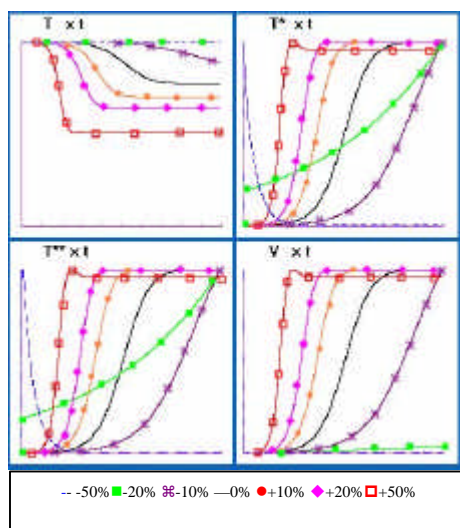 T x t
T* x t
T** x t
V x t
-- -50% ■-20% ⌘-10% —0% ●+10% ◆+20% □+50%